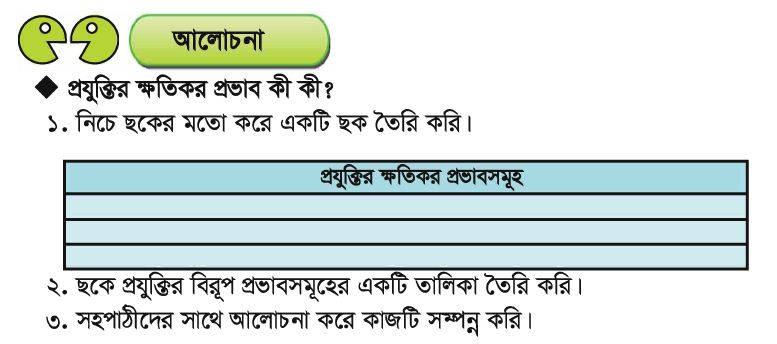 আলোচনা
◆ প্রযুক্তির ক্ষতিকর প্রভাব কী কী?
১. নিচে ছকের মতো করে একটি ছক তৈরি করি।
প্রযুক্তির ক্ষতিকর প্রভাবসমূহ
২. ছকে প্রযুক্তির বিরূপ প্রভাবসমূহের একটি তালিকা তৈরি করি।
৩. সহপাঠীদের সাথে আলোচনা করে কাজটি সম্পন্ন করি।